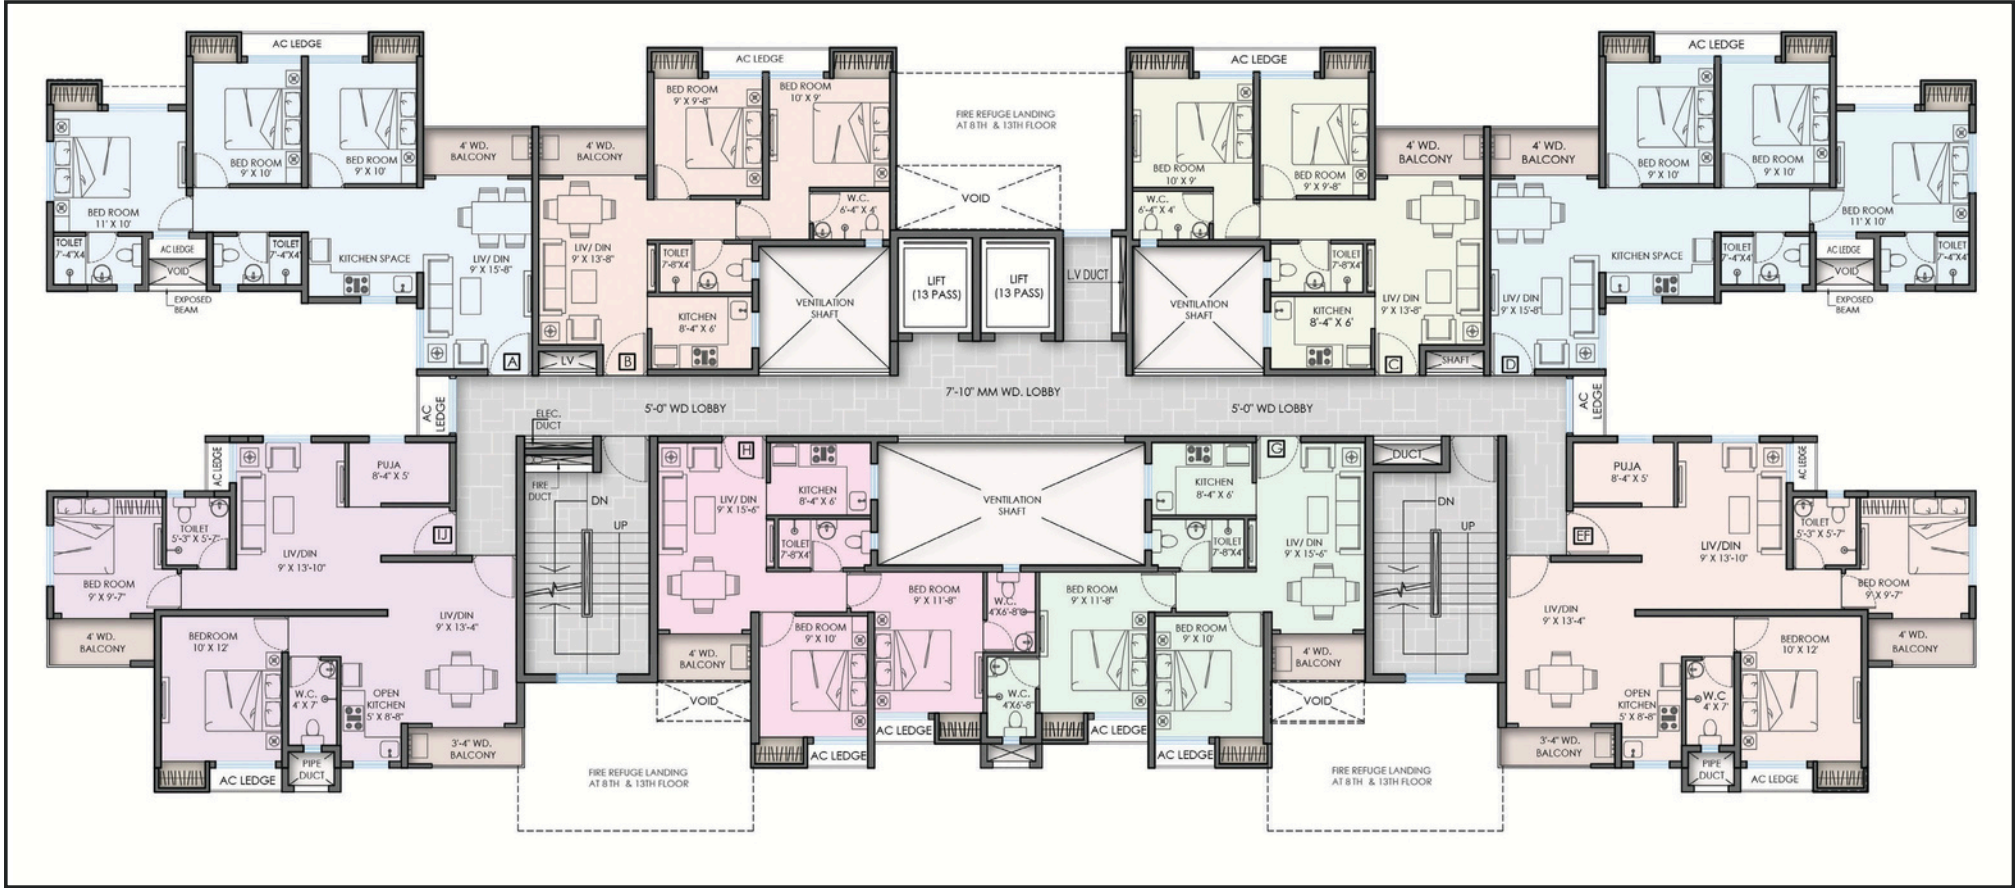 AC LEDGE
BED ROOM
9' X 10'
BED ROOM
9' X 10'
BED ROOM
11' X 10'
4' WD.
BALCONY
TOILET
7'-4"X4'
AC LEDGE
VOID
TOILET
7'-4"X4'
EXPOSED
BEAM
KITCHEN SPACE
LIV/ DIN
9' X 15'-8"
A
4' WD.
BALCONY
AC LEDGE
BED ROOM
9' X 9'-8"
BED ROOM
10' X 9'
W.C.
6'-4" X 4'
LIV/ DIN
9' X 13'-8"
TOILET
7'-8"X4'
KITCHEN
8'-4" X 6'
LV
B
VENTILATION
SHAFT
FIRE REFUGE LANDING
AT 8TH & 13TH FLOOR
VOID
LIFT
(13 PASS)
LIFT
(13 PASS)
L.V DUCT
AC LEDGE
BED ROOM
10' X 9'
BED ROOM
9' X 9'-8"
W.C.
6'-4" X 4'
VENTILATION
SHAFT
TOILET
7'-8"X4'
KITCHEN
8'-4" X 6'
LIV/ DIN
9' X 13'-8"
4' WD.
BALCONY
C
SHAFT
4' WD.
BALCONY
AC LEDGE
BED ROOM
9' X 10'
BED ROOM
9' X 10'
BED ROOM
11' X 10'
KITCHEN SPACE
LIV/ DIN
9' X 15'-8"
D
TOILET
7'-4"X4'
AC LEDGE
VOID
TOILET
7'-4"X4'
EXPOSED
BEAM
AC
LEDGE
5'-0" WD LOBBY
7'-10" MM WD. LOBBY
5'-0" WD LOBBY
AC
LEDGE
AC LEDGE
PUJA
8'-4" X 5'
TOILET
5'-3" X 5'-7"
LIV/DIN
9' X 13'-10"
IJ
BED ROOM
9' X 9'-7"
4' WD.
BALCONY
BEDROOM
10' X 12'
LIV/DIN
9' X 13'-4"
W.C.
4' X 7'
OPEN
KITCHEN
5' X 8'-8"
3'-4" WD.
BALCONY
AC LEDGE
PIPE
DUCT
ELEC.
DUCT
FIRE
DUCT
DN
UP
H
LIV/ DIN
9' X 15'-6"
KITCHEN
8'-4" X 6'
TOILET
7'-8"X4'
BED ROOM
9' X 11'-8"
BED ROOM
9' X 10'
W.C.
4'X6'-8"
4' WD.
BALCONY
VOID
AC LEDGE
AC LEDGE
FIRE REFUGE LANDING
AT 8TH & 13TH FLOOR
VENTILATION
SHAFT
G
KITCHEN
8'-4" X 6'
TOILET
7'-8"X4'
LIV/ DIN
9' X 15'-6"
BED ROOM
9' X 11'-8"
BED ROOM
9' X 10'
W.C.
4'X6'-8"
4' WD.
BALCONY
VOID
AC LEDGE
AC LEDGE
FIRE REFUGE LANDING
AT 8TH & 13TH FLOOR
DUCT
DN
UP
PUJA
8'-4" X 5'
AC LEDGE
EF
LIV/DIN
9' X 13'-10"
TOILET
5'-3" X 5'-7"
BED ROOM
9' X 9'-7"
4' WD.
BALCONY
LIV/DIN
9' X 13'-4"
BEDROOM
10' X 12'
W.C
4' X 7'
OPEN
KITCHEN
5' X 8'-8"
3'-4" WD.
BALCONY
PIPE
DUCT
AC LEDGE